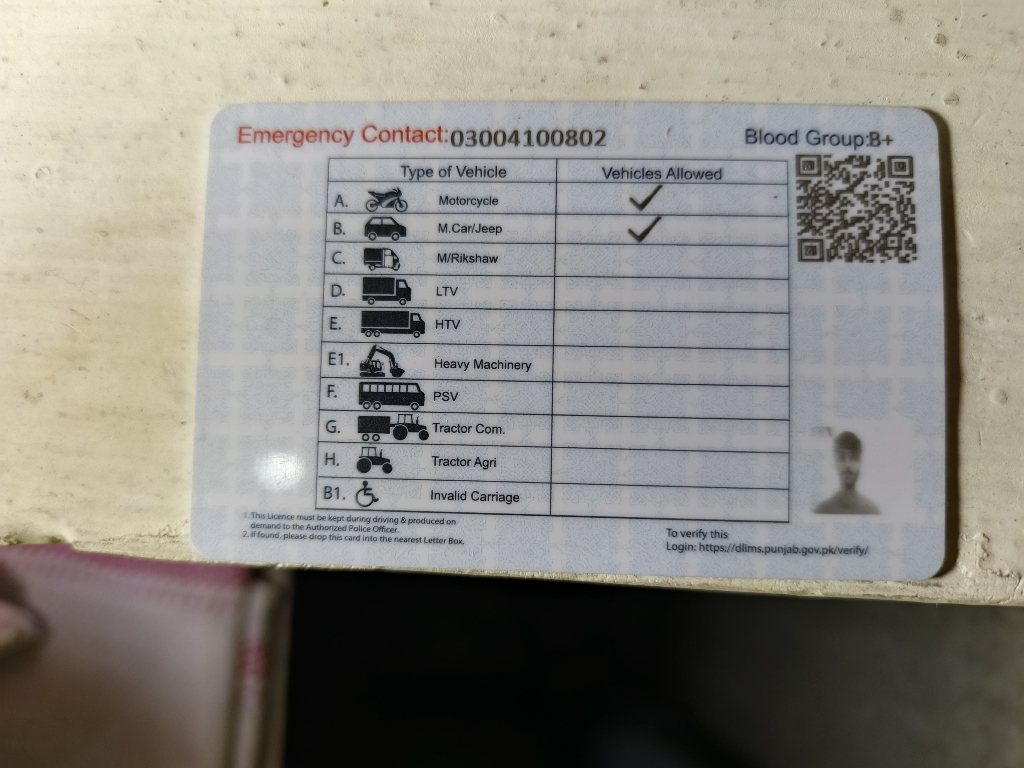 Emergency Contact:03004100802
Blood Group:B+
Type of Vehicle Vehicles Allowed
A. Motorcycle ✓
B. M.Car/Jeep ✓
C. M/Rikshaw
D. LTV
E. HTV
E1. Heavy Machinery
F. PSV
G. Tractor Com.
H. Tractor Agri
B1. Invalid Carriage
1. This Licence must be kept during driving & produced on
demand to the Authorized Police Officer.
2. If found, please drop this card into the nearest Letter Box.
To verify this
Login: https://dlims.punjab.gov.pk/verify/